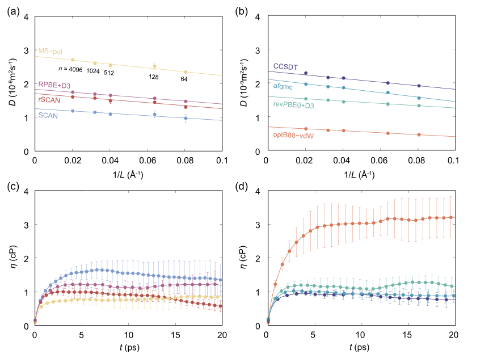 (a)
4
3
2
1
0
D (10⁻⁹m²s⁻¹)
MB-pol
n = 4096 1024 512 128 64
RPBE+D3
rSCAN
SCAN
0 0.02 0.04 0.06 0.08 0.1
1/L (Å⁻¹)
(b)
4
3
2
1
0
D (10⁻⁹m²s⁻¹)
CCSDT
afqmc
revPBE0+D3
optB88-vdW
0 0.02 0.04 0.06 0.08 0.1
1/L (Å⁻¹)
(c)
4
3
2
1
0
η (cP)
0 5 10 15 20
t (ps)
(d)
4
3
2
1
0
η (cP)
0 5 10 15 20
t (ps)